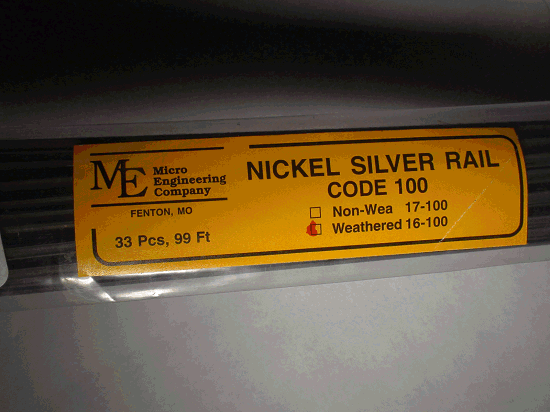 ME Micro
Engineering
Company
FENTON, MO
33 Pcs, 99 Ft
NICKEL SILVER RAIL
CODE 100
Non-Wea 17-100
Weathered 16-100